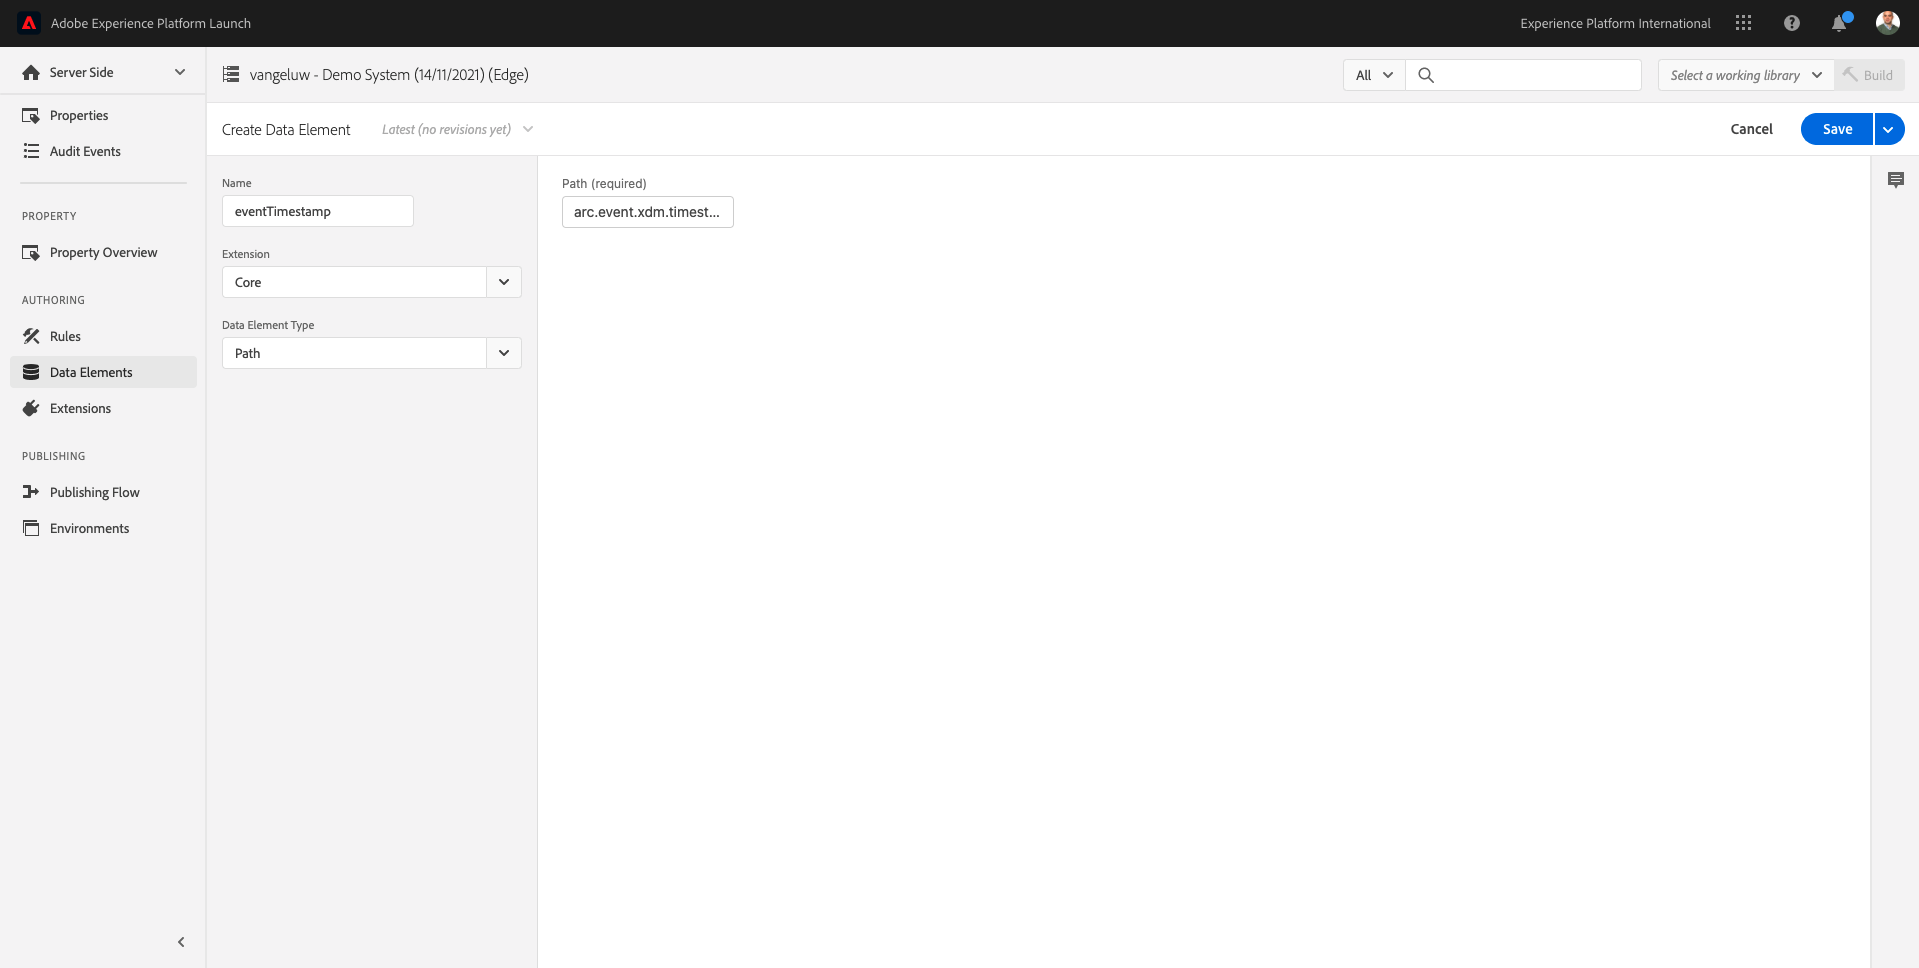 Adobe Experience Platform Launch
Experience Platform International
Server Side
vangeluw - Demo System (14/11/2021) (Edge)
All
Select a working library
Build
Properties
Audit Events
Create Data Element
Latest (no revisions yet)
Cancel
Save
PROPERTY
Property Overview
AUTHORING
Rules
Data Elements
Extensions
PUBLISHING
Publishing Flow
Environments
Name
eventTimestamp
Extension
Core
Data Element Type
Path
Path (required)
arc.event.xdm.timest...